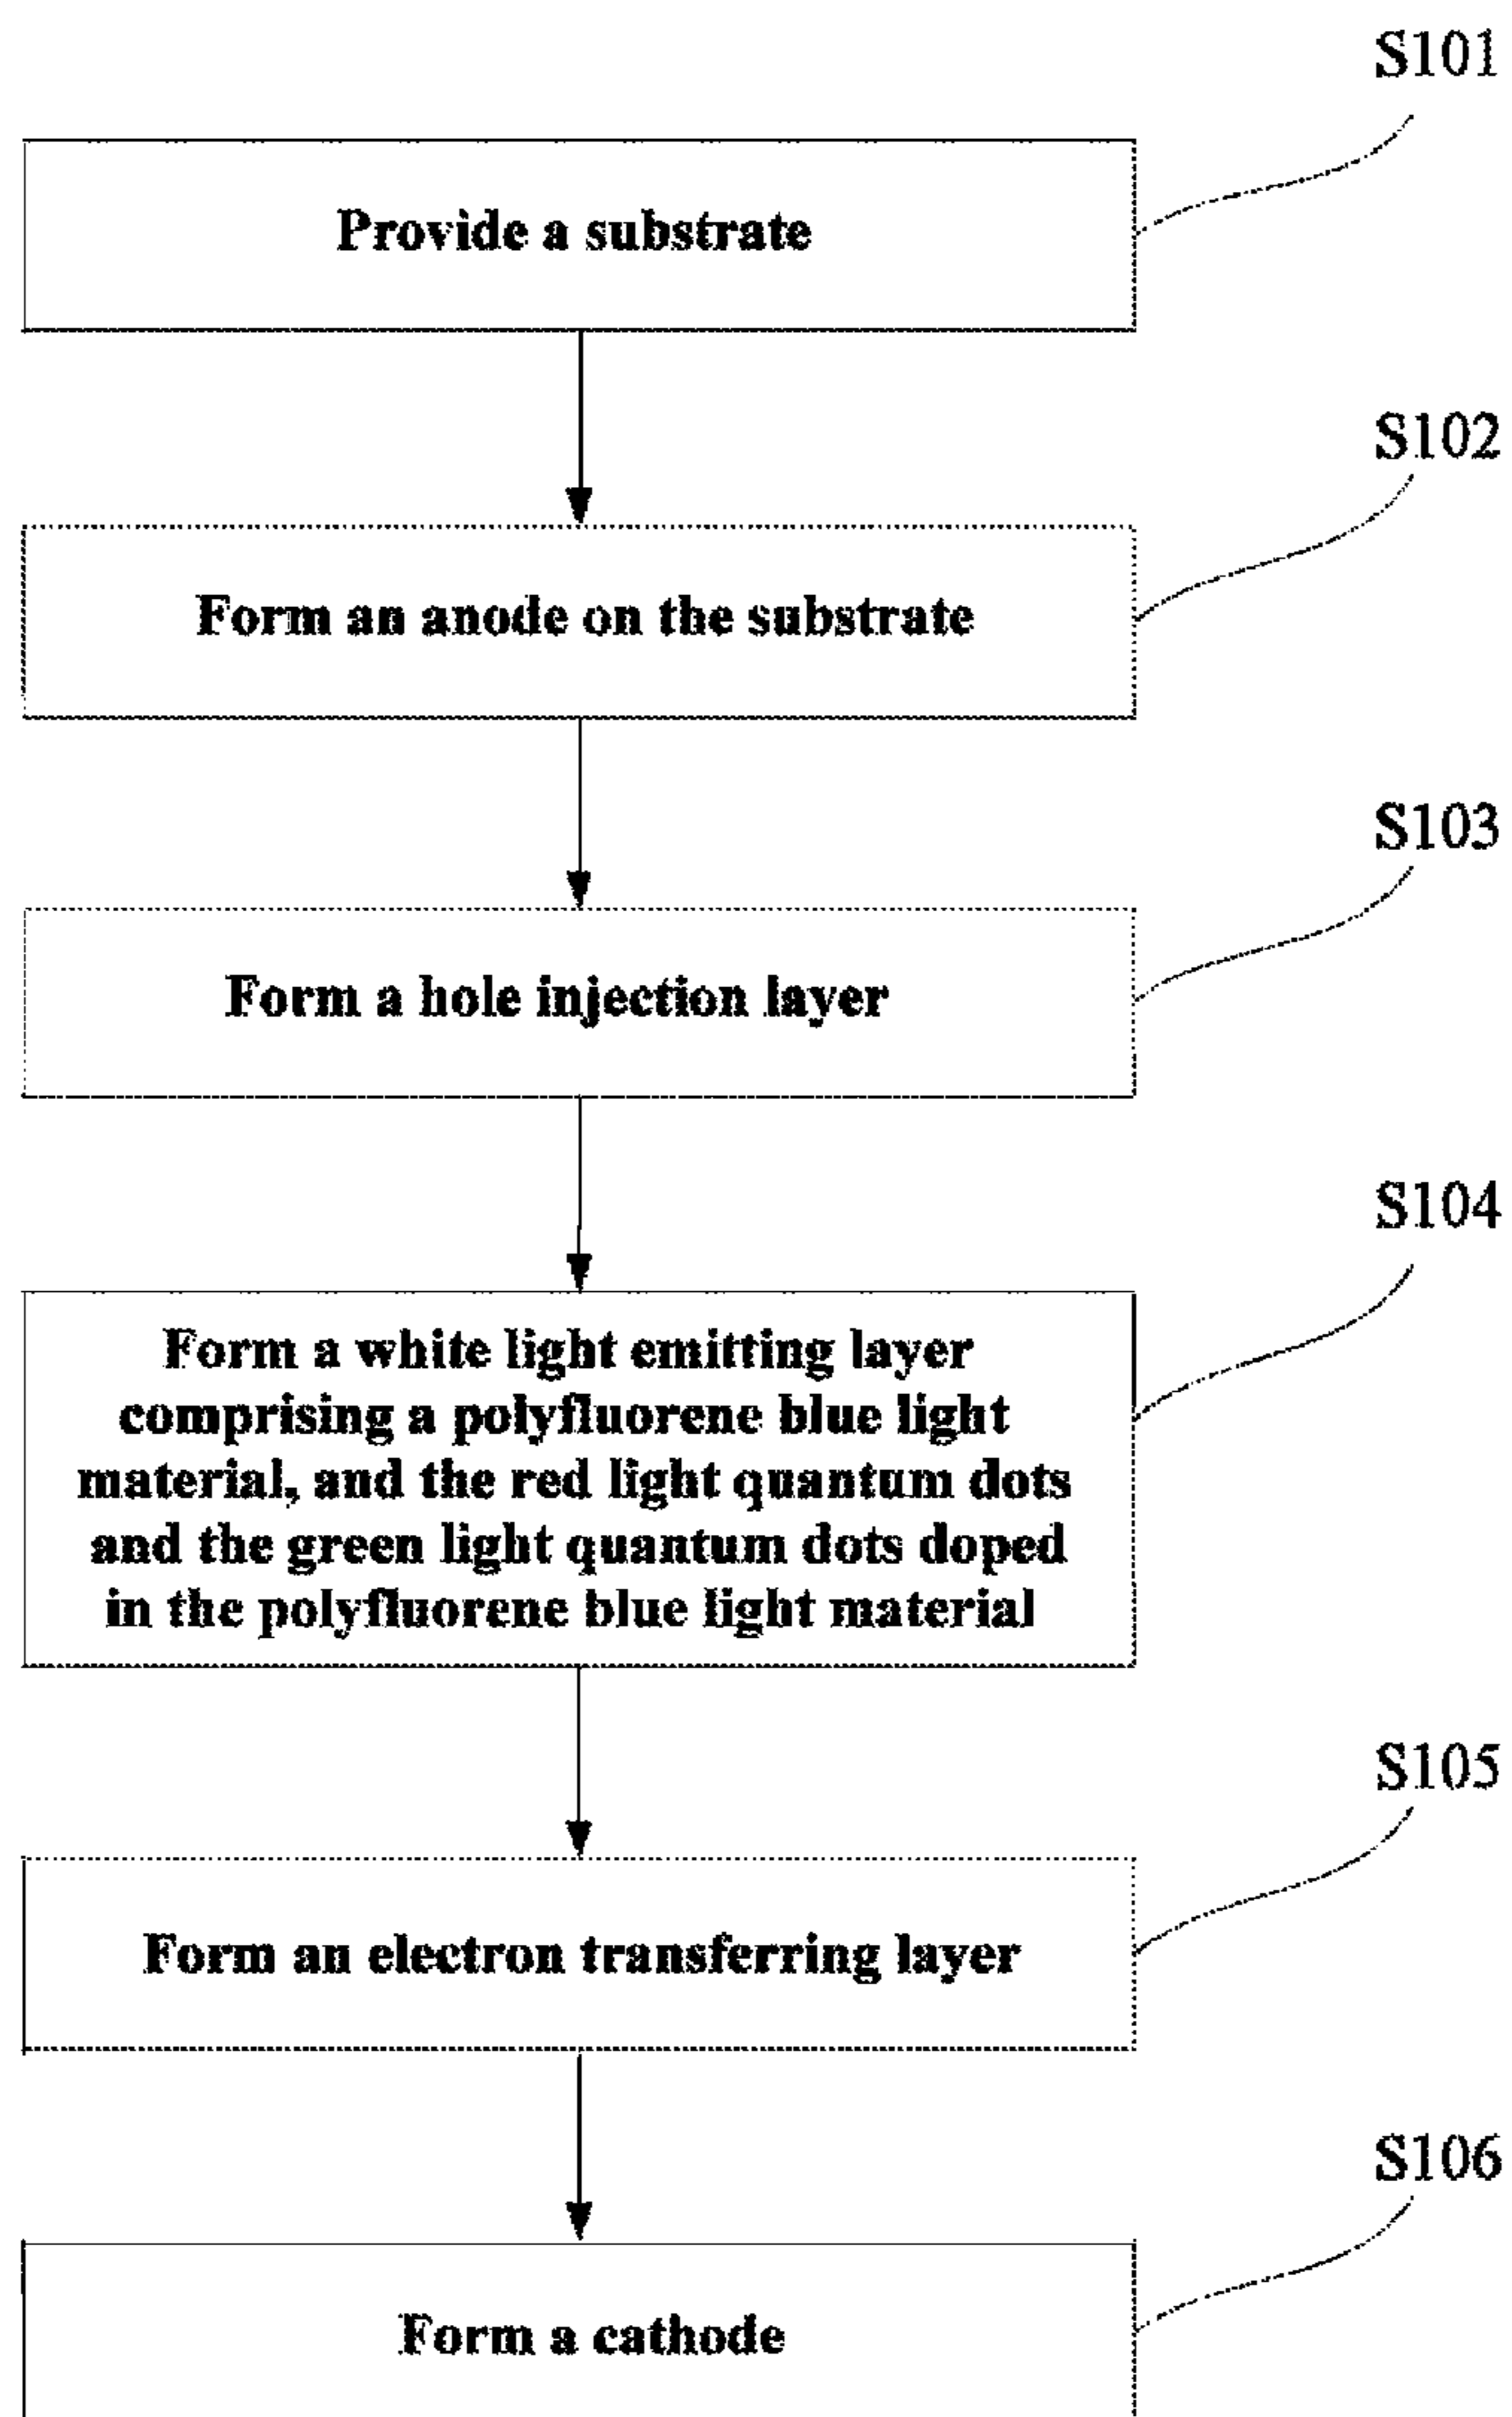 S101
Provide a substrate
S102
Form an anode on the substrate
S103
Form a hole injection layer
S104
Form a white light emitting layer
comprising a polyfluorene blue light
material, and the red light quantum dots
and the green light quantum dots doped
in the polyfluorene blue light material
S105
Form an electron transferring layer
S106
Form a cathode